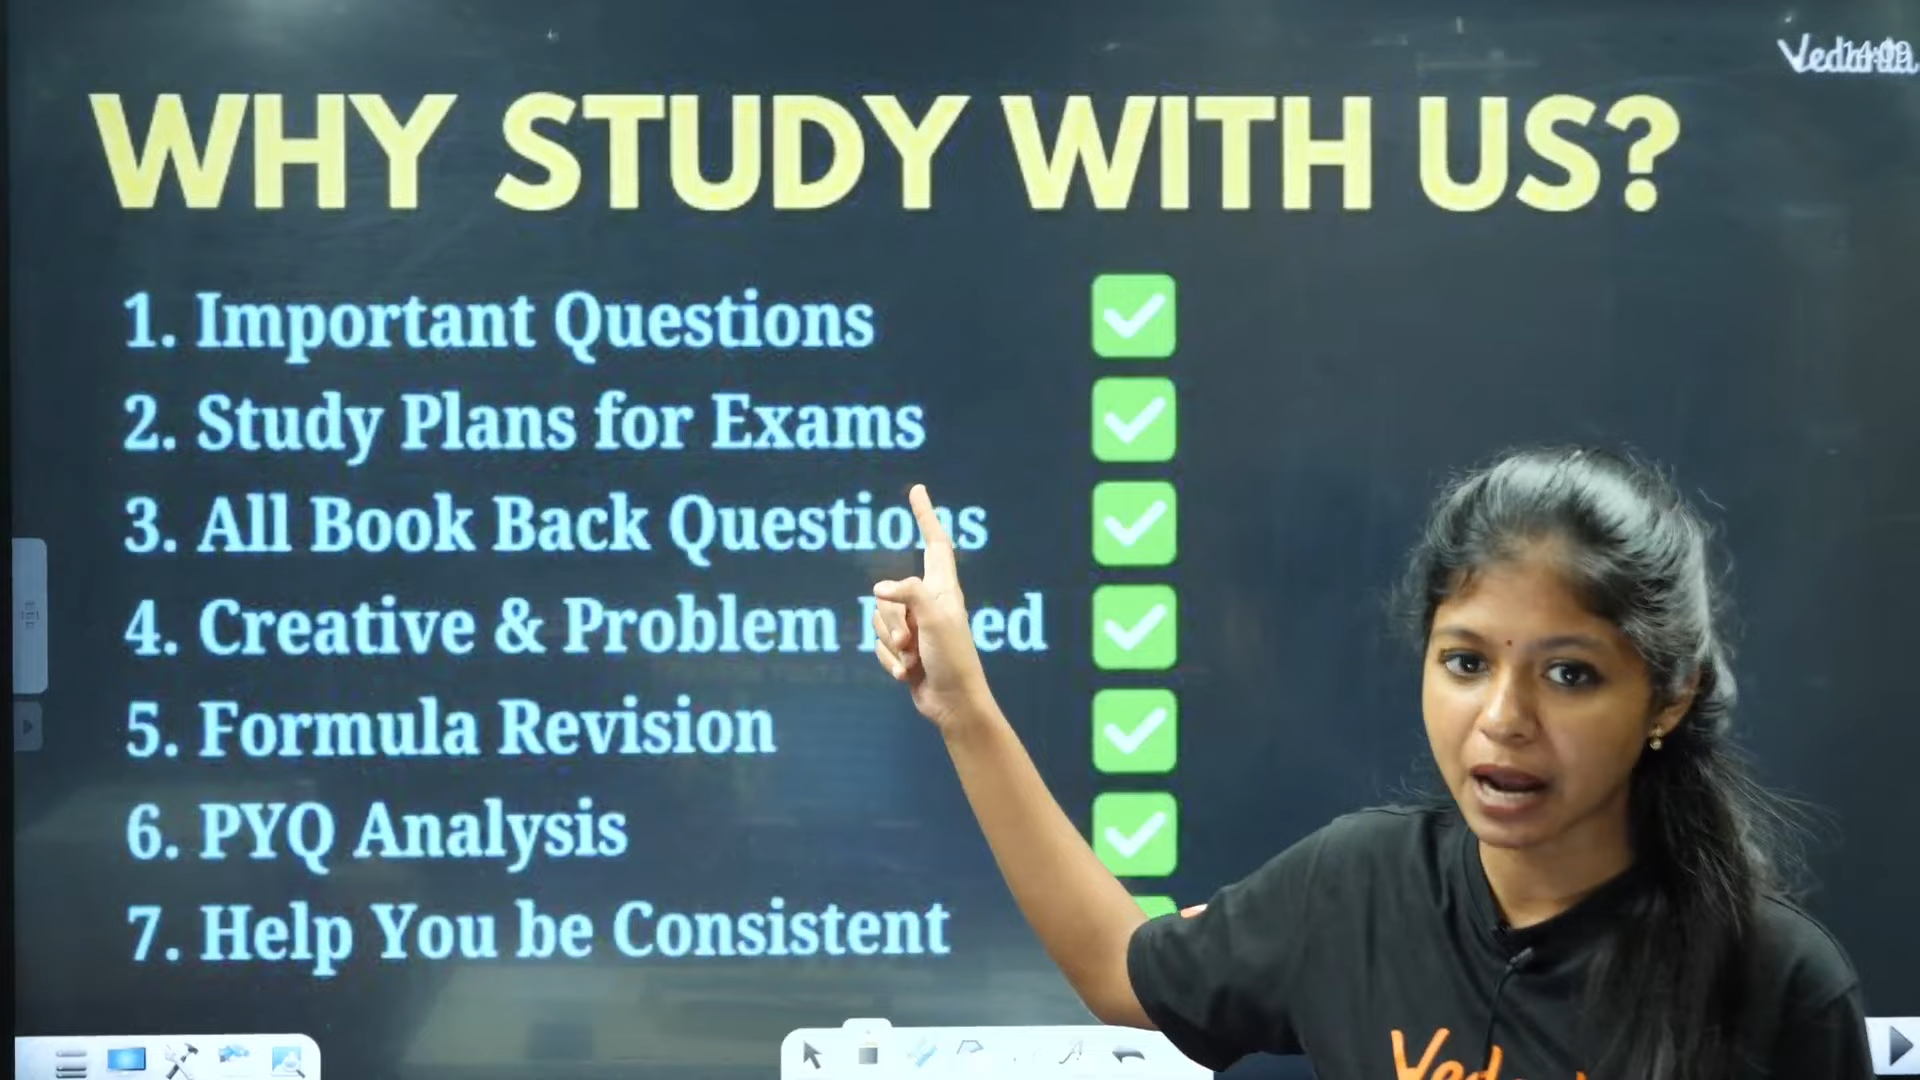 Vedantu
WHY STUDY WITH US?
1. Important Questions
2. Study Plans for Exams
3. All Book Back Questions
4. Creative & Problem
5. Formula Revision
6. PYQ Analysis
7. Help You be Consistent